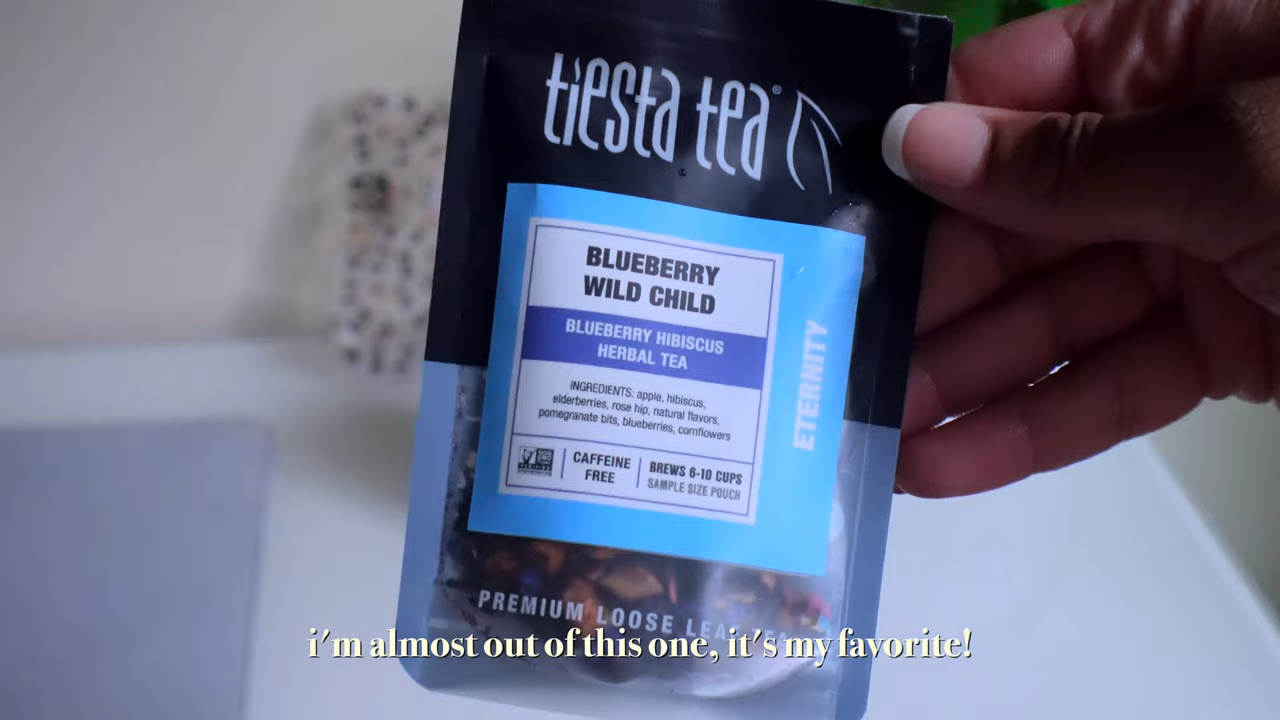 tiesta tea®
BLUEBERRY
WILD CHILD
BLUEBERRY HIBISCUS
HERBAL TEA
INGREDIENTS: apple, hibiscus,
elderberries, rose hip, natural flavors,
pomegranate bits, blueberries, cornflowers
CAFFEINE
FREE
BREWS 6-10 CUPS
SAMPLE SIZE POUCH
ETERNITY
PREMIUM LOOSE LEAF TEA
i'm almost out of this one, it's my favorite!